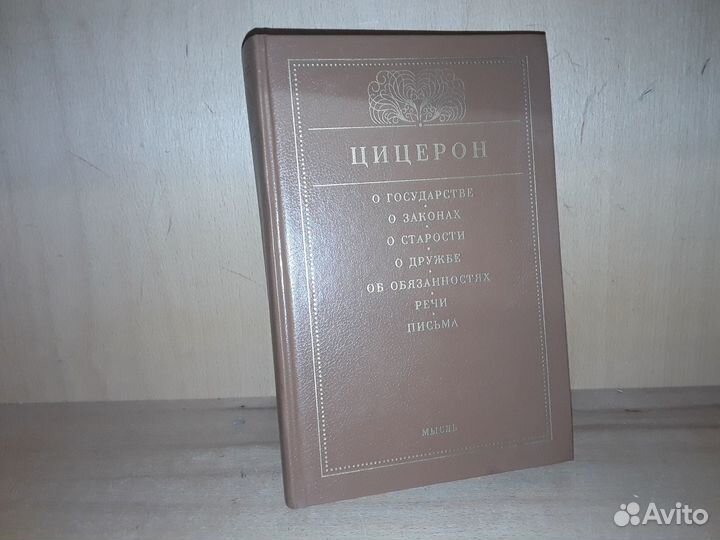 ЦИЦЕРОН
О ГОСУДАРСТВЕ
О ЗАКОНАХ
О СТАРОСТИ
О ДРУЖБЕ
ОБ ОБЯЗАННОСТЯХ
РЕЧИ
ПИСЬМА
МЫСЛЬ
Avito